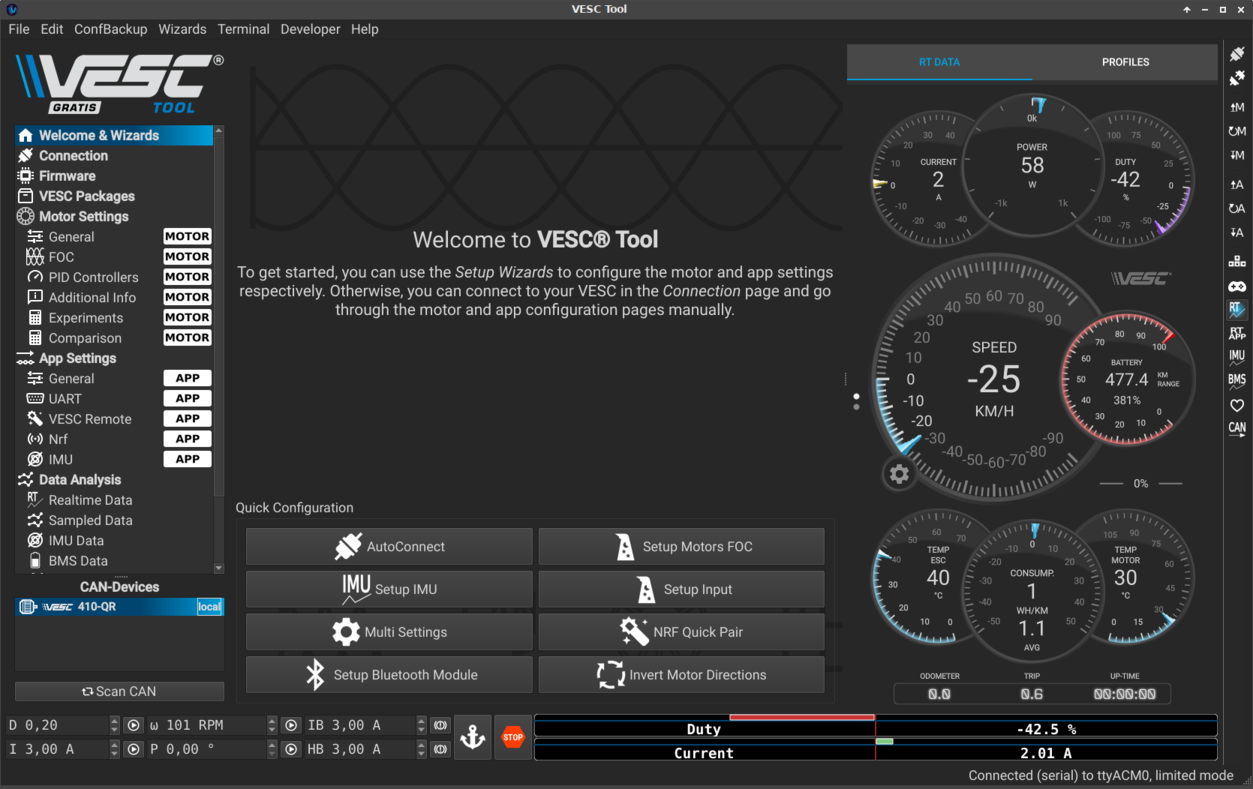 VESC Tool
File Edit ConfBackup Wizards Terminal Developer Help
VESC®
GRATIS TOOL
Welcome & Wizards
Connection
Firmware
VESC Packages
Motor Settings
General MOTOR
FOC MOTOR
PID Controllers MOTOR
Additional Info MOTOR
Experiments MOTOR
Comparison MOTOR
App Settings
General APP
UART APP
VESC Remote APP
Nrf APP
IMU APP
Data Analysis
RT Realtime Data
Sampled Data
IMU Data
BMS Data
CAN-Devices
VESC 410-QR local
Scan CAN
Welcome to VESC® Tool
To get started, you can use the Setup Wizards to configure the motor and app settings
respectively. Otherwise, you can connect to your VESC in the Connection page and go
through the motor and app configuration pages manually.
Quick Configuration
AutoConnect Setup Motors FOC
IMU Setup IMU Setup Input
Multi Settings NRF Quick Pair
Setup Bluetooth Module Invert Motor Directions
RT DATA PROFILES
-40 -30 -20 -10 0 10 20 30 40
CURRENT
2
A
-1k 0k 1k
POWER
58
W
-100 -75 -50 -25 0 25 50 75 100
DUTY
-42
%
VESC
-90 -80 -70 -60 -50 -40 -30 -20 -10 0 10 20 30 40 50 60 70 80 90
SPEED
-25
KM/H
0 10 20 30 40 50 60 70 80 90 100
BATTERY
477.4 KM
RANGE
381%
0%
0 10 20 30 40 50 60 70
TEMP
ESC
40
°C
-50 -40 -30 -20 -10 0 10 20 30 40 50
CONSUMP.
1
WH/KM
1.1
AVG
0 15 30 45 60 75 90 105
TEMP
MOTOR
30
°C
ODOMETER TRIP UP-TIME
0.0 0.6 00:00:00
M
M
M
A
A
A
RT
RT
APP
IMU
BMS
CAN
D 0,20 ω 101 RPM IB 3,00 A
I 3,00 A P 0,00 ° HB 3,00 A
STOP
Duty -42.5 %
Current 2.01 A
Connected (serial) to ttyACM0, limited mode